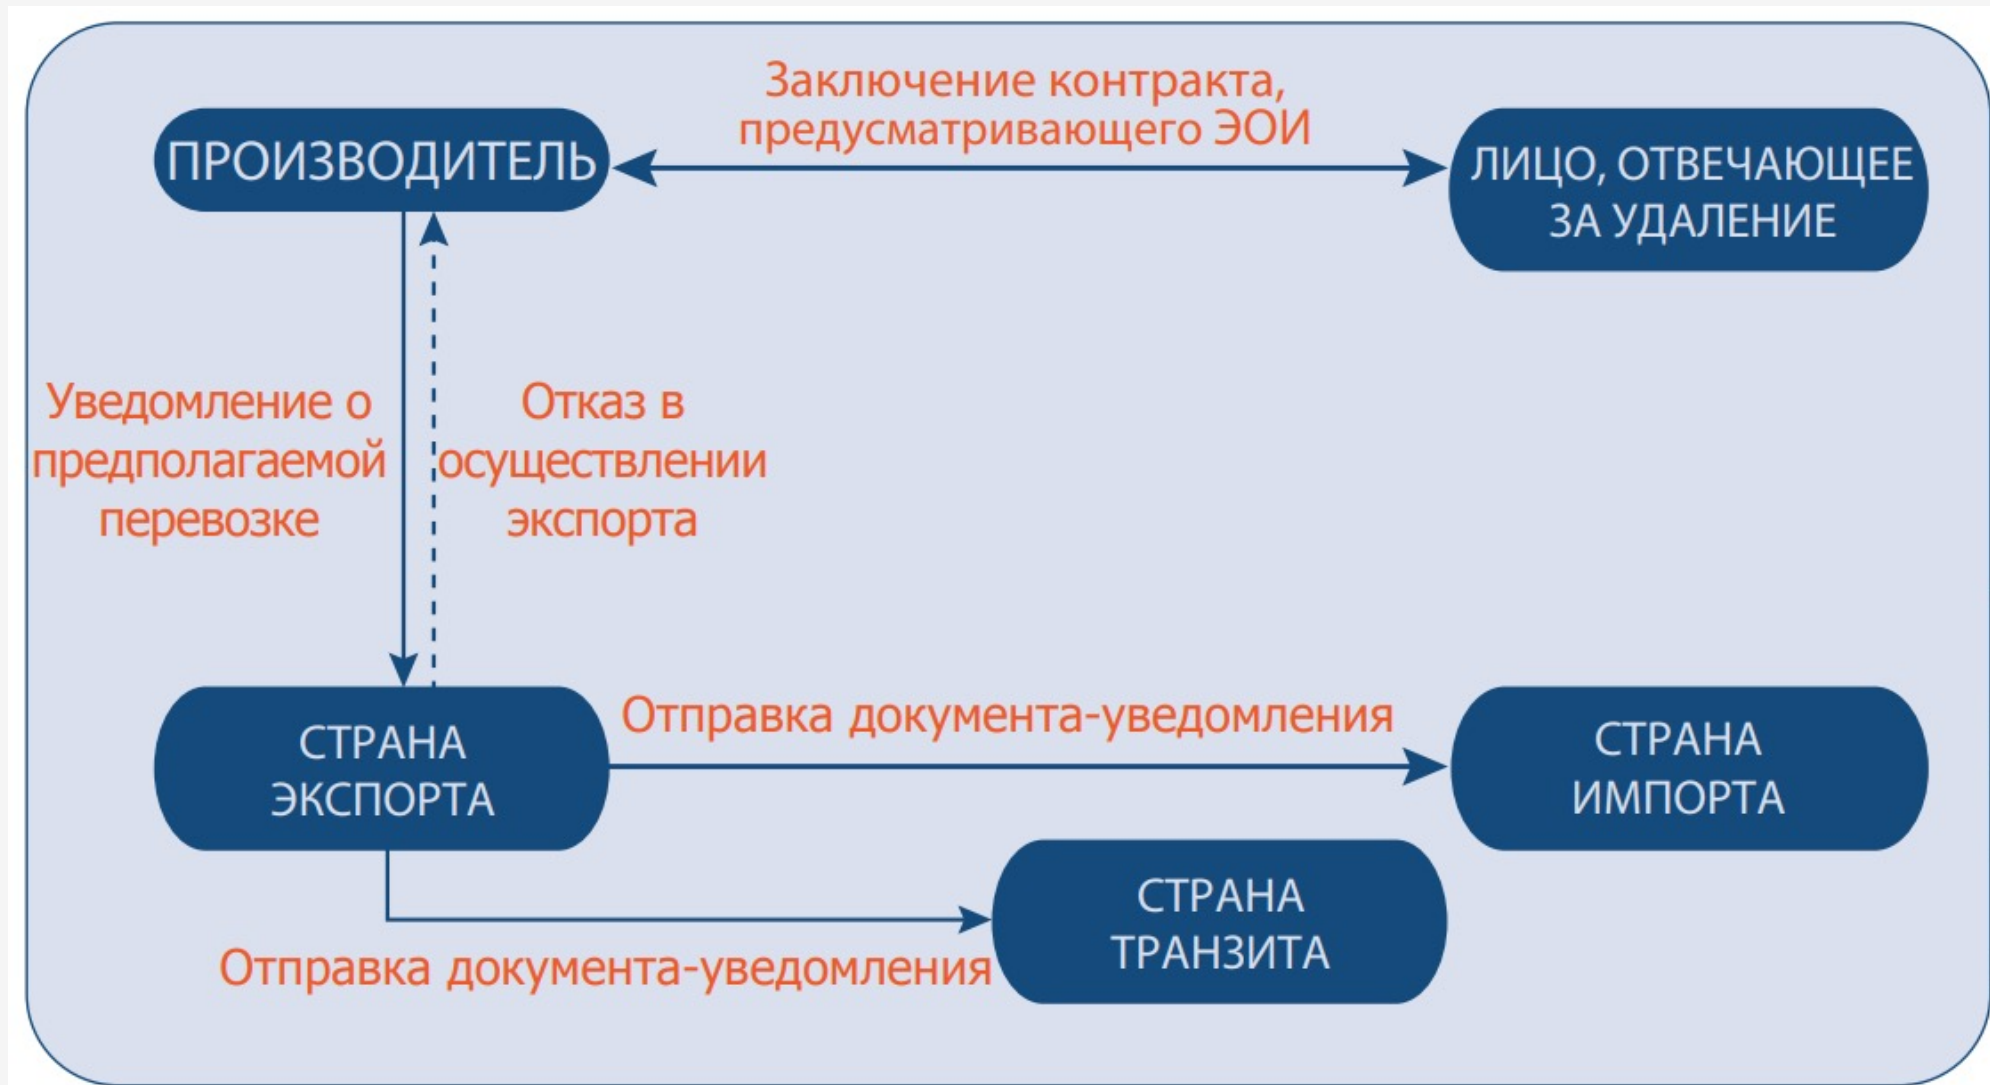 Заключение контракта,
предусматривающего ЭОИ
ПРОИЗВОДИТЕЛЬ
ЛИЦО, ОТВЕЧАЮЩЕЕ
ЗА УДАЛЕНИЕ
Уведомление о
предполагаемой
перевозке
Отказ в
осуществлении
экспорта
СТРАНА
ЭКСПОРТА
Отправка документа-уведомления
СТРАНА
ИМПОРТА
СТРАНА
ТРАНЗИТА
Отправка документа-уведомления